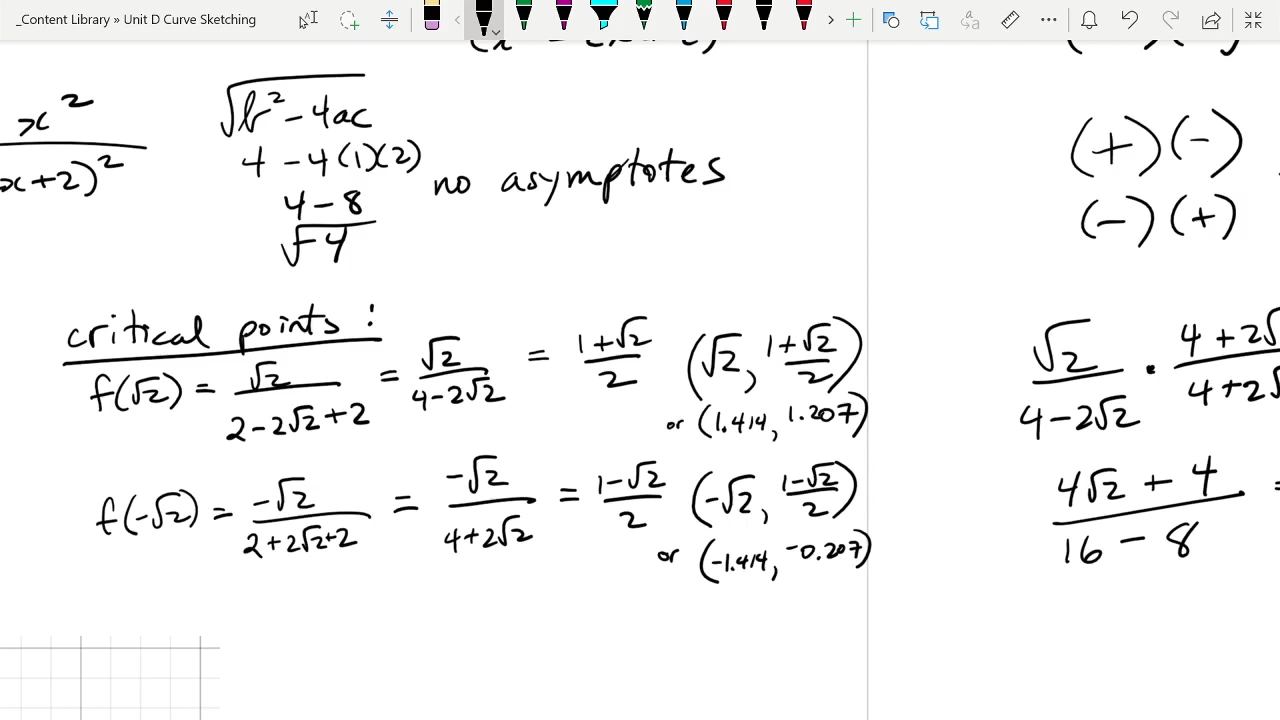 _Content Library » Unit D Curve Sketching
x²
x+2)²
√b²-4ac
4 - 4(1)(2)
4 - 8
√-4
no asymptotes
critical points:
f(√2) = √2/(2-2√2+2) = √2/(4-2√2) = (1+√2)/2 (√2, (1+√2)/2)
or (1.414, 1.207)
f(-√2) = -√2/(2+2√2+2) = -√2/(4+2√2) = (1-√2)/2 (-√2, (1-√2)/2)
or (-1.414, -0.207)
(+)(-)
(-)(+)
√2/(4-2√2) · (4+2√)/(4+2√)
(4√2 + 4)/(16 - 8) =